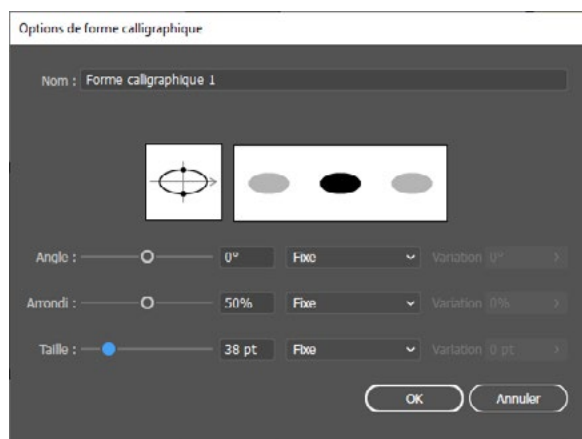 Options de forme calligraphique
Nom : Forme calligraphique 1
Angle : 0° Fixe Variation 0°
Arrondi : 50% Fixe Variation 0%
Taille : 38 pt Fixe Variation 0 pt
OK Annuler